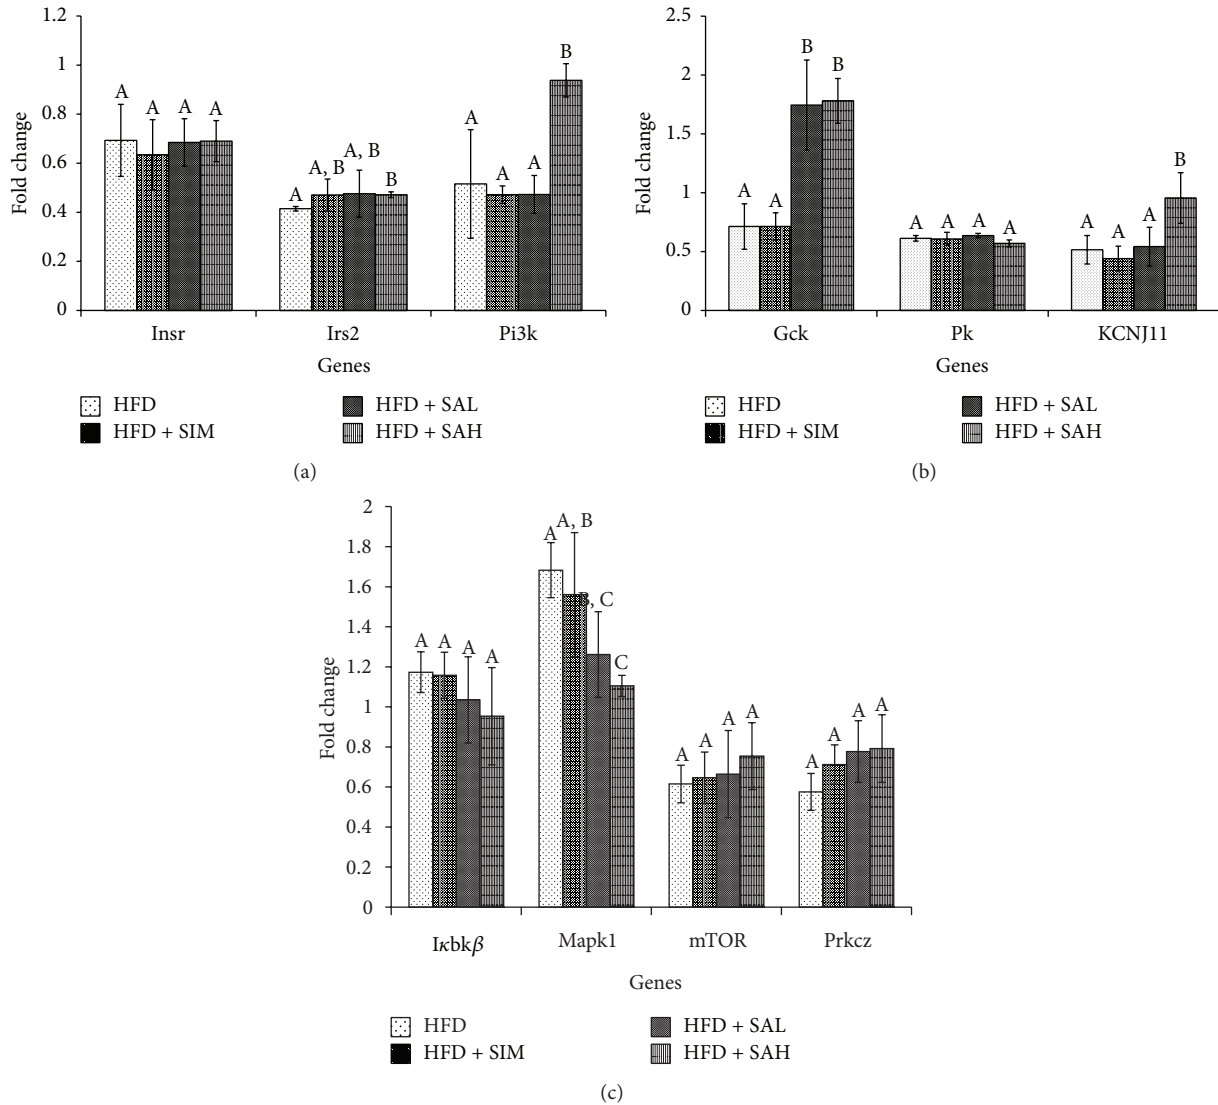 1.2
1
0.8
0.6
0.4
0.2
0
Fold change
A A A A
A A, B A, B B
A A A B
Insr Irs2 Pi3k
Genes
HFD HFD + SAL
HFD + SIM HFD + SAH
(a)
2.5
2
1.5
1
0.5
0
Fold change
A A B B
A A A A
A A A B
Gck Pk KCNJ11
Genes
HFD HFD + SAL
HFD + SIM HFD + SAH
(b)
2
1.8
1.6
1.4
1.2
1
0.8
0.6
0.4
0.2
0
Fold change
A A A A
A A, B B, C C
A A A A
A A A A
Iκbkβ Mapk1 mTOR Prkcz
Genes
HFD HFD + SAL
HFD + SIM HFD + SAH
(c)